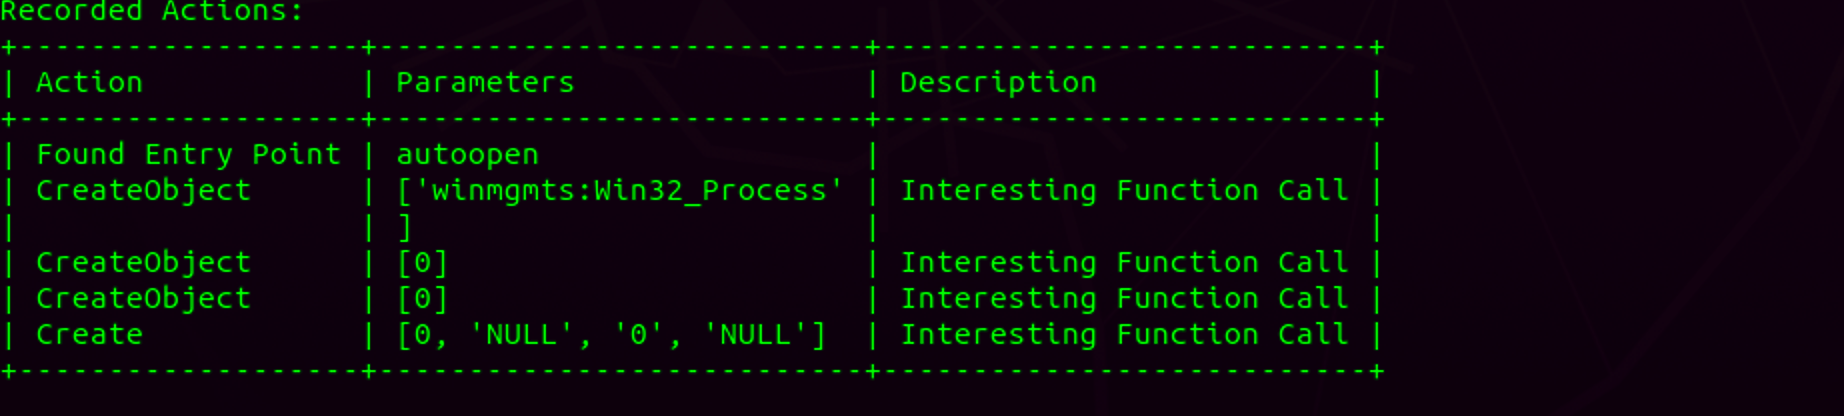 Recorded Actions:
+-------------------+---------------------------+---------------------------+
| Action            | Parameters                | Description               |
+-------------------+---------------------------+---------------------------+
| Found Entry Point | autoopen                  |                           |
| CreateObject      | ['winmgmts:Win32_Process' | Interesting Function Call |
|                   | ]                         |                           |
| CreateObject      | [0]                       | Interesting Function Call |
| CreateObject      | [0]                       | Interesting Function Call |
| Create            | [0, 'NULL', '0', 'NULL']  | Interesting Function Call |
+-------------------+---------------------------+---------------------------+